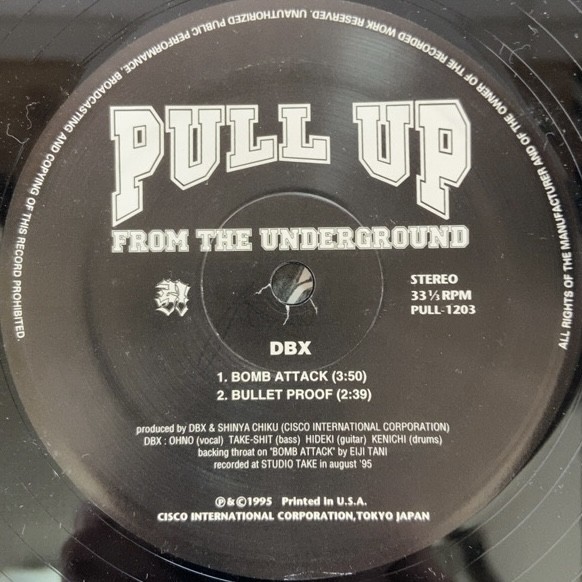 PULL UP
FROM THE UNDERGROUND
STEREO
33 1/3 RPM
PULL-1203
DBX
1. BOMB ATTACK (3:50)
2. BULLET PROOF (2:39)
produced by DBX & SHINYA CHIKU (CISCO INTERNATIONAL CORPORATION)
DBX : OHNO (vocal) TAKE-SHIT (bass) HIDEKI (guitar) KENICHI (drums)
backing throat on "BOMB ATTACK" by EIJI TANI
recorded at STUDIO TAKE in august '95
℗&©1995 Printed in U.S.A.
CISCO INTERNATIONAL CORPORATION,TOKYO JAPAN
ALL RIGHTS OF THE MANUFACTURER AND OF THE OWNER OF THE RECORDED WORK RESERVED. UNAUTHORIZED PUBLIC PERFORMANCE, BROADCASTING AND COPYING OF THIS RECORD PROHIBITED.